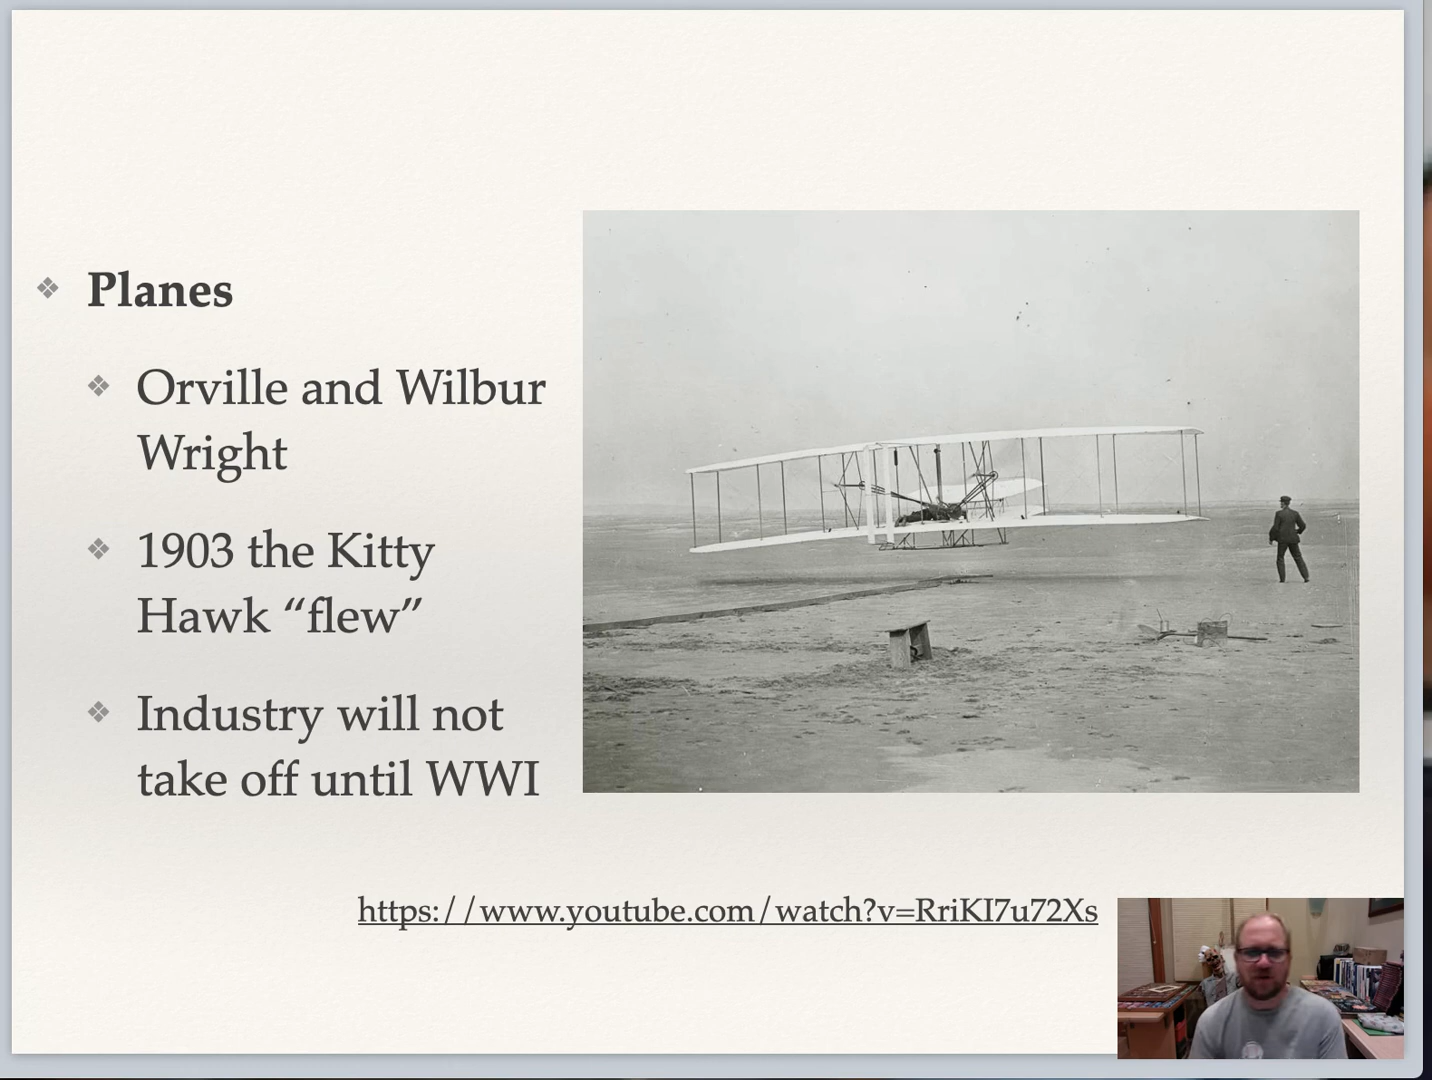 Planes
Orville and Wilbur
Wright
1903 the Kitty
Hawk “flew”
Industry will not
take off until WWI
https://www.youtube.com/watch?v=RriKI7u72Xs